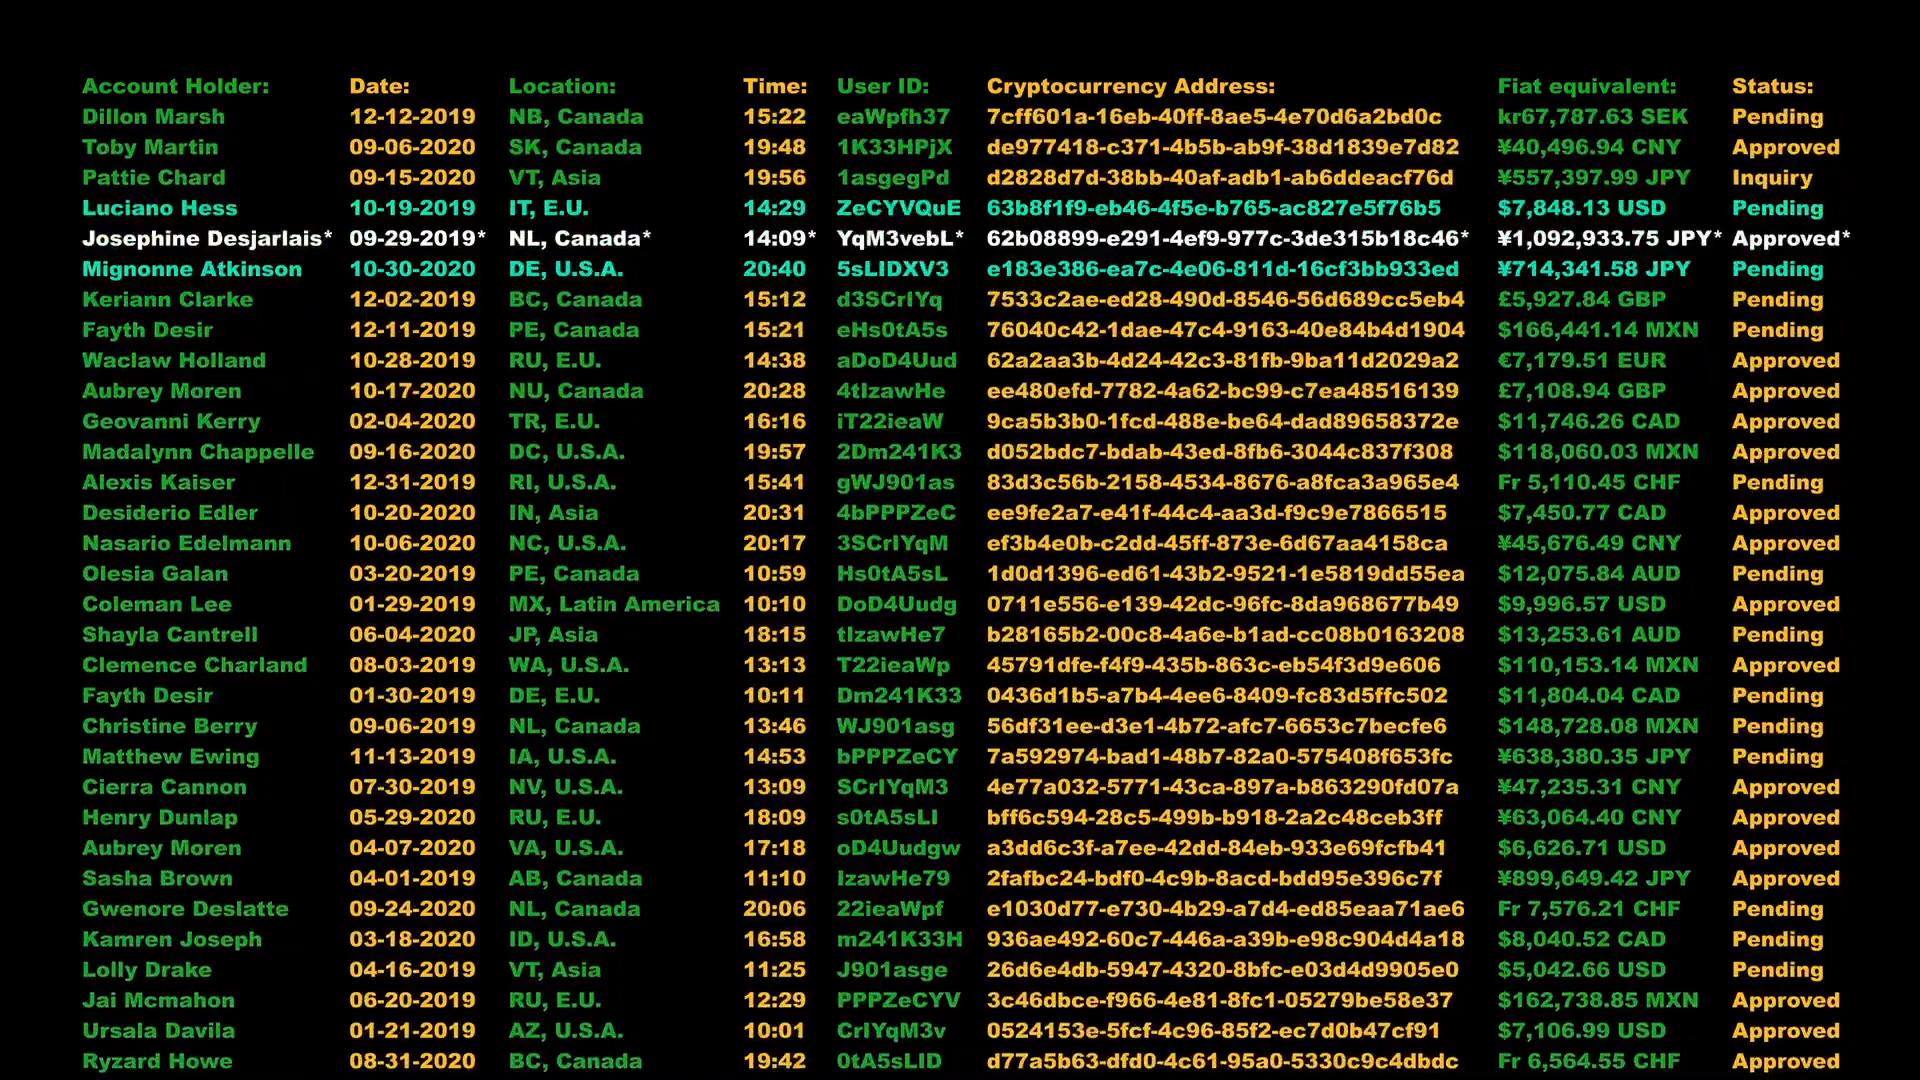 Account Holder: Date: Location: Time: User ID: Cryptocurrency Address: Fiat equivalent: Status:
Dillon Marsh 12-12-2019 NB, Canada 15:22 eaWpfh37 7cff601a-16eb-40ff-8ae5-4e70d6a2bd0c kr67,787.63 SEK Pending
Toby Martin 09-06-2020 SK, Canada 19:48 1K33HPjX de977418-c371-4b5b-ab9f-38d1839e7d82 ¥40,496.94 CNY Approved
Pattie Chard 09-15-2020 VT, Asia 19:56 1asgegPd d2828d7d-38bb-40af-adb1-ab6ddeacf76d ¥557,397.99 JPY Inquiry
Luciano Hess 10-19-2019 IT, E.U. 14:29 ZeCYVQuE 63b8f1f9-eb46-4f5e-b765-ac827e5f76b5 $7,848.13 USD Pending
Josephine Desjarlais* 09-29-2019* NL, Canada* 14:09* YqM3vebL* 62b08899-e291-4ef9-977c-3de315b18c46* ¥1,092,933.75 JPY* Approved*
Mignonne Atkinson 10-30-2020 DE, U.S.A. 20:40 5sLIDXV3 e183e386-ea7c-4e06-811d-16cf3bb933ed ¥714,341.58 JPY Pending
Keriann Clarke 12-02-2019 BC, Canada 15:12 d3SCrIYq 7533c2ae-ed28-490d-8546-56d689cc5eb4 £5,927.84 GBP Pending
Fayth Desir 12-11-2019 PE, Canada 15:21 eHs0tA5s 76040c42-1dae-47c4-9163-40e84b4d1904 $166,441.14 MXN Pending
Waclaw Holland 10-28-2019 RU, E.U. 14:38 aDoD4Uud 62a2aa3b-4d24-42c3-81fb-9ba11d2029a2 €7,179.51 EUR Approved
Aubrey Moren 10-17-2020 NU, Canada 20:28 4tIzawHe ee480efd-7782-4a62-bc99-c7ea48516139 £7,108.94 GBP Approved
Geovanni Kerry 02-04-2020 TR, E.U. 16:16 iT22ieaW 9ca5b3b0-1fcd-488e-be64-dad89658372e $11,746.26 CAD Approved
Madalynn Chappelle 09-16-2020 DC, U.S.A. 19:57 2Dm241K3 d052bdc7-bdab-43ed-8fb6-3044c837f308 $118,060.03 MXN Approved
Alexis Kaiser 12-31-2019 RI, U.S.A. 15:41 gWJ901as 83d3c56b-2158-4534-8676-a8fca3a965e4 Fr 5,110.45 CHF Pending
Desiderio Edler 10-20-2020 IN, Asia 20:31 4bPPPZeC ee9fe2a7-e41f-44c4-aa3d-f9c9e7866515 $7,450.77 CAD Approved
Nasario Edelmann 10-06-2020 NC, U.S.A. 20:17 3SCrIYqM ef3b4e0b-c2dd-45ff-873e-6d67aa4158ca ¥45,676.49 CNY Approved
Olesia Galan 03-20-2019 PE, Canada 10:59 Hs0tA5sL 1d0d1396-ed61-43b2-9521-1e5819dd55ea $12,075.84 AUD Pending
Coleman Lee 01-29-2019 MX, Latin America 10:10 DoD4Uudg 0711e556-e139-42dc-96fc-8da968677b49 $9,996.57 USD Approved
Shayla Cantrell 06-04-2020 JP, Asia 18:15 tIzawHe7 b28165b2-00c8-4a6e-b1ad-cc08b0163208 $13,253.61 AUD Pending
Clemence Charland 08-03-2019 WA, U.S.A. 13:13 T22ieaWp 45791dfe-f4f9-435b-863c-eb54f3d9e606 $110,153.14 MXN Approved
Fayth Desir 01-30-2019 DE, E.U. 10:11 Dm241K33 0436d1b5-a7b4-4ee6-8409-fc83d5ffc502 $11,804.04 CAD Pending
Christine Berry 09-06-2019 NL, Canada 13:46 WJ901asg 56df31ee-d3e1-4b72-afc7-6653c7becfe6 $148,728.08 MXN Pending
Matthew Ewing 11-13-2019 IA, U.S.A. 14:53 bPPPZeCY 7a592974-bad1-48b7-82a0-575408f653fc ¥638,380.35 JPY Pending
Cierra Cannon 07-30-2019 NV, U.S.A. 13:09 SCrIYqM3 4e77a032-5771-43ca-897a-b863290fd07a ¥47,235.31 CNY Approved
Henry Dunlap 05-29-2020 RU, E.U. 18:09 s0tA5sLI bff6c594-28c5-499b-b918-2a2c48ceb3ff ¥63,064.40 CNY Approved
Aubrey Moren 04-07-2020 VA, U.S.A. 17:18 oD4Uudgw a3dd6c3f-a7ee-42dd-84eb-933e69fcfb41 $6,626.71 USD Approved
Sasha Brown 04-01-2019 AB, Canada 11:10 IzawHe79 2fafbc24-bdf0-4c9b-8acd-bdd95e396c7f ¥899,649.42 JPY Approved
Gwenore Deslatte 09-24-2020 NL, Canada 20:06 22ieaWpf e1030d77-e730-4b29-a7d4-ed85eaa71ae6 Fr 7,576.21 CHF Pending
Kamren Joseph 03-18-2020 ID, U.S.A. 16:58 m241K33H 936ae492-60c7-446a-a39b-e98c904d4a18 $8,040.52 CAD Pending
Lolly Drake 04-16-2019 VT, Asia 11:25 J901asge 26d6e4db-5947-4320-8bfc-e03d4d9905e0 $5,042.66 USD Pending
Jai Mcmahon 06-20-2019 RU, E.U. 12:29 PPPZeCYV 3c46dbce-f966-4e81-8fc1-05279be58e37 $162,738.85 MXN Approved
Ursala Davila 01-21-2019 AZ, U.S.A. 10:01 CrIYqM3v 0524153e-5fcf-4c96-85f2-ec7d0b47cf91 $7,106.99 USD Approved
Ryzard Howe 08-31-2020 BC, Canada 19:42 0tA5sLID d77a5b63-dfd0-4c61-95a0-5330c9c4dbdc Fr 6,564.55 CHF Approved